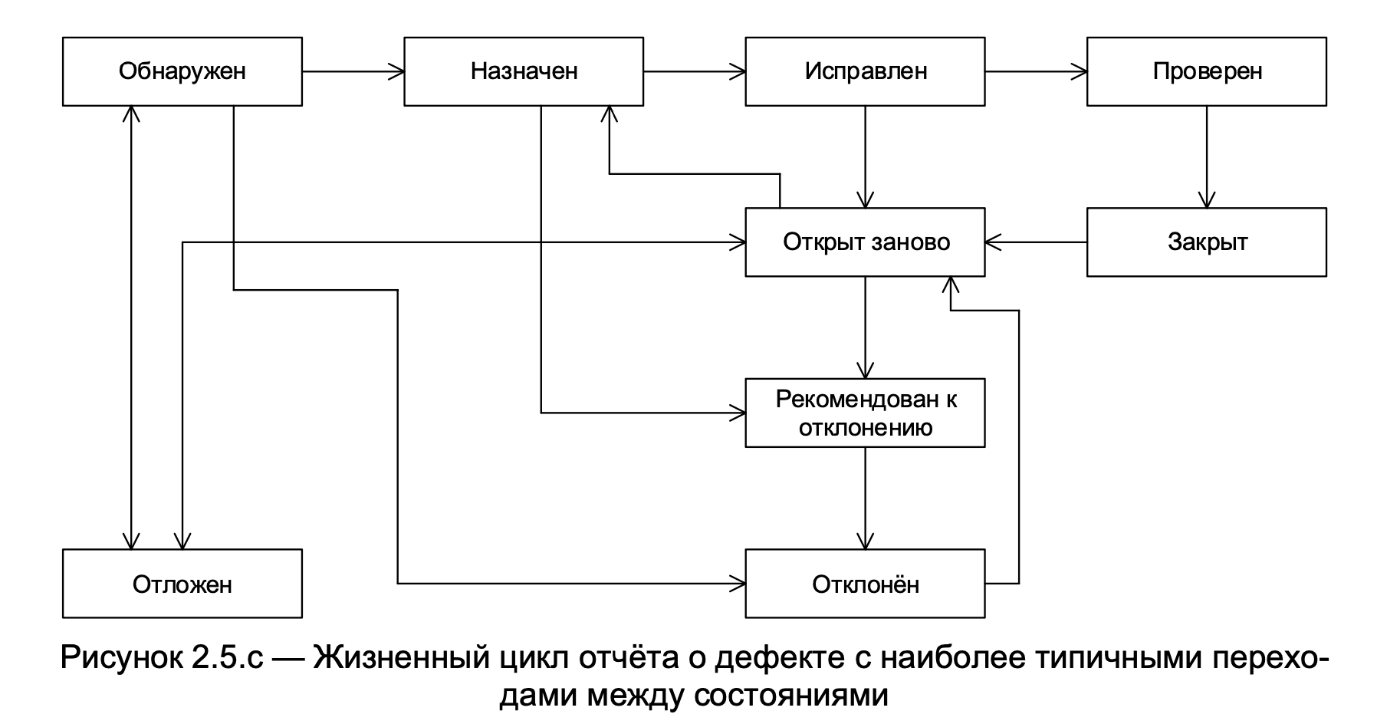 Обнаружен
Назначен
Исправлен
Проверен
Открыт заново
Закрыт
Рекомендован к
отклонению
Отложен
Отклонён
Рисунок 2.5.c — Жизненный цикл отчёта о дефекте с наиболее типичными перехо-
дами между состояниями